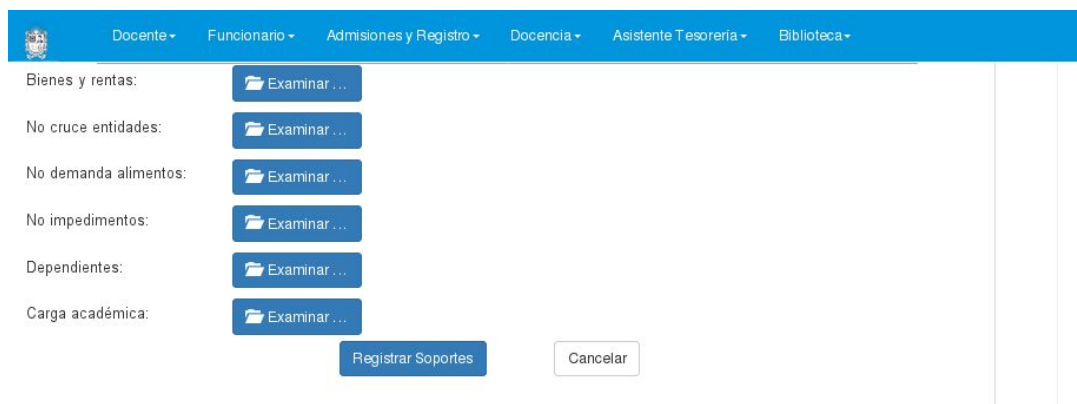 Docente Funcionario Admisiones y Registro Docencia Asistente Tesorería Biblioteca
Bienes y rentas: Examinar ...
No cruce entidades: Examinar ...
No demanda alimentos: Examinar ...
No impedimentos: Examinar ...
Dependientes: Examinar ...
Carga académica: Examinar ...
Registrar Soportes Cancelar